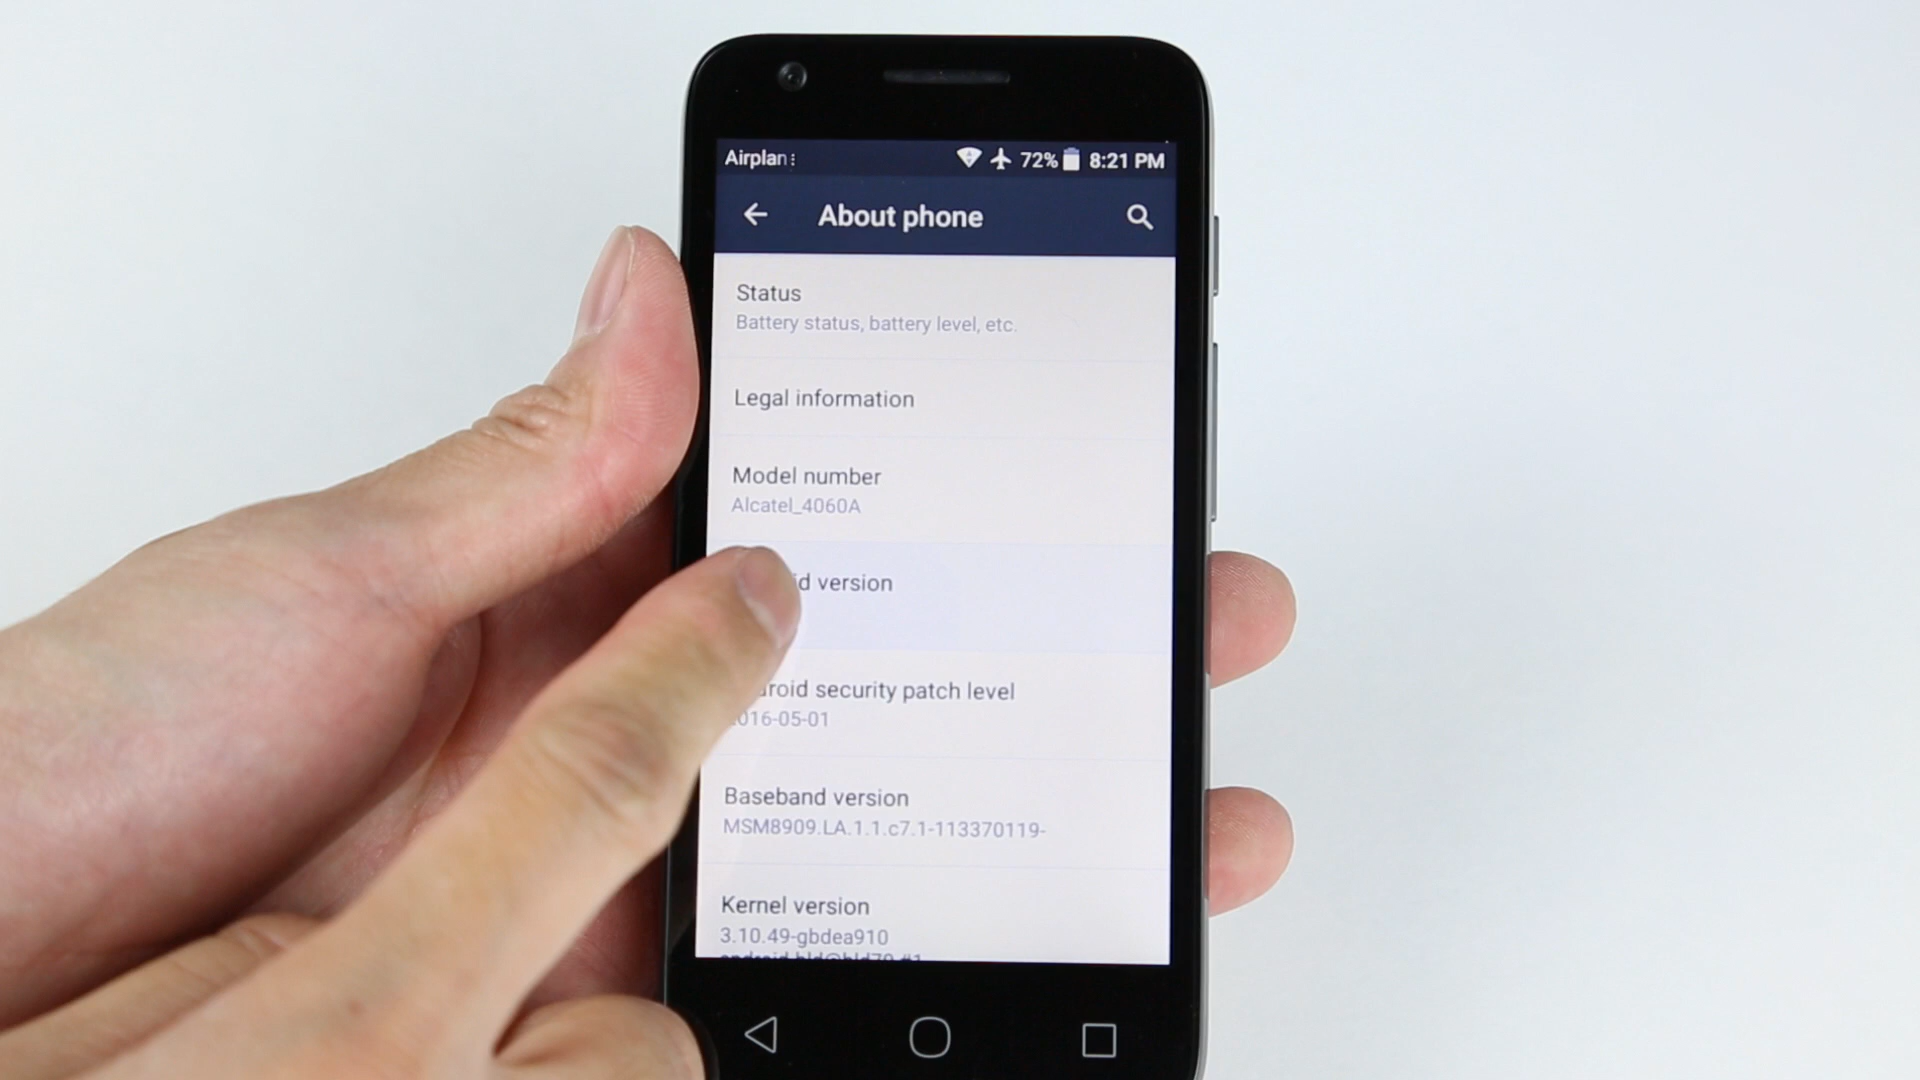 Airplan 72% 8:21 PM
About phone
Status
Battery status, battery level, etc.
Legal information
Model number
Alcatel_4060A
id version
roid security patch level
016-05-01
Baseband version
MSM8909.LA.1.1.c7.1-113370119-
Kernel version
3.10.49-gbdea910